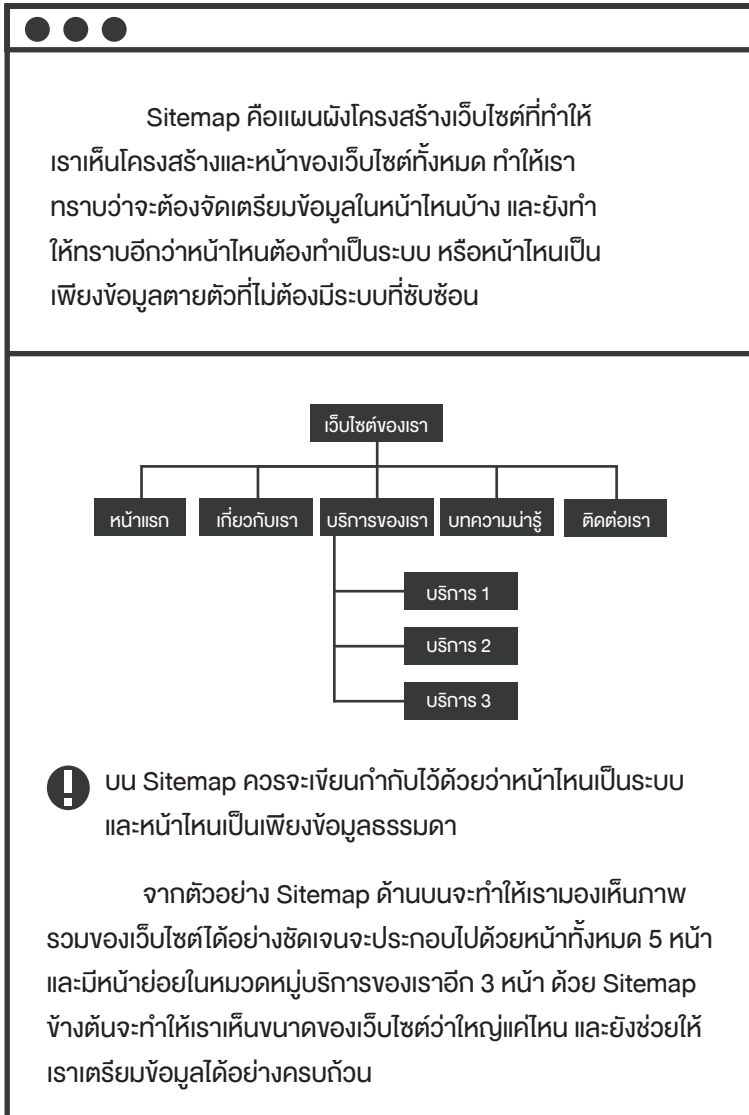 Sitemap คือแผนผังโครงสร้างเว็บไซต์ที่ทำให้
เราเห็นโครงสร้างและหน้าของเว็บไซต์ทั้งหมด ทำให้เรา
ทราบว่าจะต้องจัดเตรียมข้อมูลในหน้าไหนบ้าง และยังทำ
ให้ทราบอีกว่าหน้าไหนต้องทำเป็นระบบ หรือหน้าไหนเป็น
เพียงข้อมูลตายตัวที่ไม่ต้องมีระบบที่ซับซ้อน
เว็บไซต์ของเรา
หน้าแรก เกี่ยวกับเรา บริการของเรา บทความน่ารู้ ติดต่อเรา
บริการ 1
บริการ 2
บริการ 3
บน Sitemap ควรจะเขียนกำกับไว้ด้วยว่าหน้าไหนเป็นระบบ
และหน้าไหนเป็นเพียงข้อมูลธรรมดา
จากตัวอย่าง Sitemap ด้านบนจะทำให้เรามองเห็นภาพ
รวมของเว็บไซต์ได้อย่างชัดเจนจะประกอบไปด้วยหน้าทั้งหมด 5 หน้า
และมีหน้าย่อยในหมวดหมู่บริการของเราอีก 3 หน้า ด้วย Sitemap
ข้างต้นจะทำให้เราเห็นขนาดของเว็บไซต์ว่าใหญ่แค่ไหน และยังช่วยให้
เราเตรียมข้อมูลได้อย่างครบถ้วน